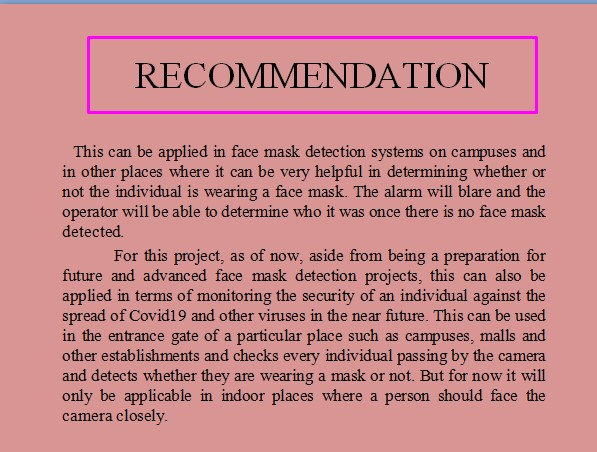 RECOMMENDATION
This can be applied in face mask detection systems on campuses and
in other places where it can be very helpful in determining whether or
not the individual is wearing a face mask. The alarm will blare and the
operator will be able to determine who it was once there is no face mask
detected.
For this project, as of now, aside from being a preparation for
future and advanced face mask detection projects, this can also be
applied in terms of monitoring the security of an individual against the
spread of Covid19 and other viruses in the near future. This can be used
in the entrance gate of a particular place such as campuses, malls and
other establishments and checks every individual passing by the camera
and detects whether they are wearing a mask or not. But for now it will
only be applicable in indoor places where a person should face the
camera closely.